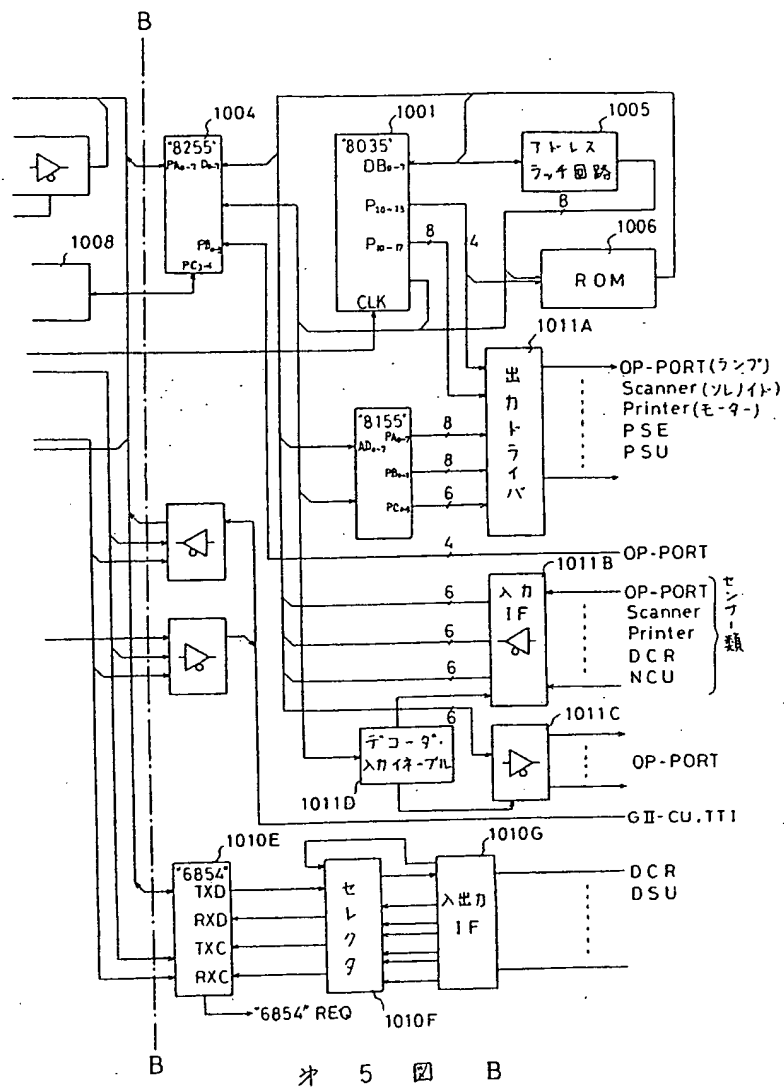 B
1004
1001
1005
"8255"
PA₀₋₇ D₀₋₇
PB₀₋₃
"8035"
DB₀₋₇
P₁₀₋₁₇
CLK
アドレス
ラッチ回路
8
8
4
1006
ROM
1008
1011A
出力ドライバ
OP-PORT(ランプ)
Scanner(ソレノイド)
Printer(モーター)
PSE
PSU
"8155"
AD₀₋₇
PA₀₋₇
PC₀₋₅
8
8
6
4
OP-PORT
1011B
入力
IF
6
6
6
6
OP-PORT
Scanner
Printer
DCR
NCU
センサー類
デコーダ・
入力イネーブル
1011D
1011C
OP-PORT
GII-CU.TTI
1010E
"6854"
TXD
RXD
TXC
RXC
"6854" REQ
セレクタ
1010F
1010G
入出力
IF
DCR
DSU
B
第 5 図 B